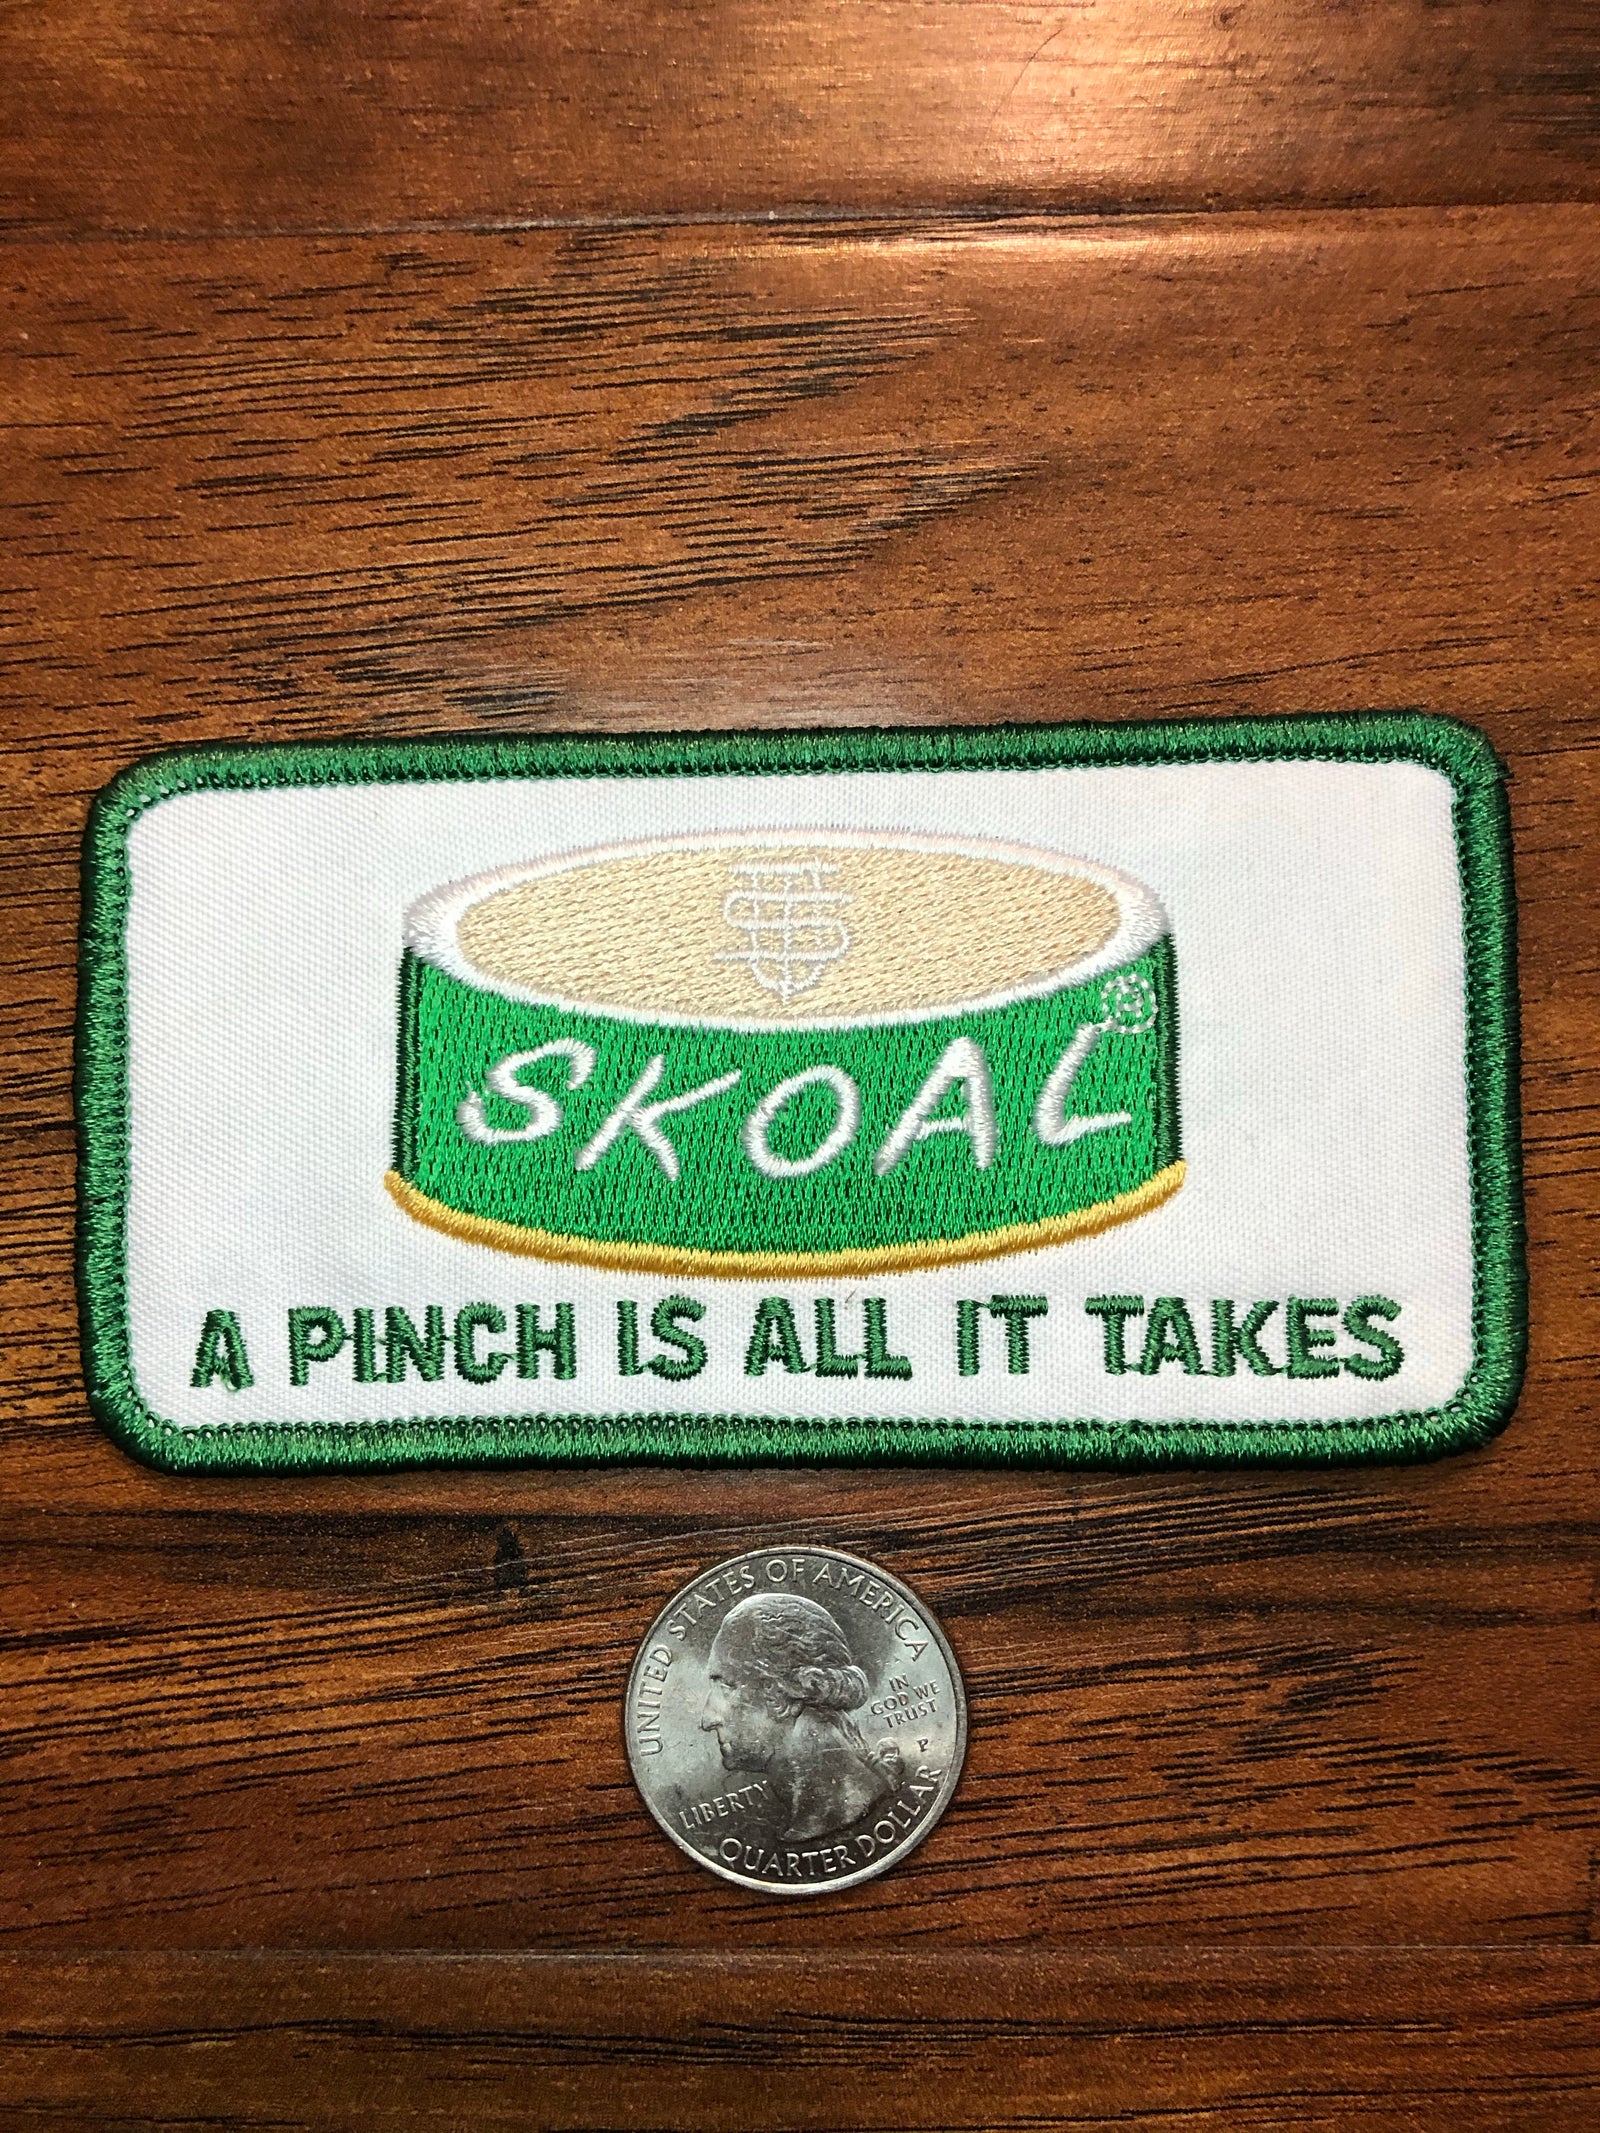 SKOAL®
A PINCH IS ALL IT TAKES
UNITED STATES OF AMERICA
IN
GOD WE
TRUST
P
LIBERTY
QUARTER DOLLAR